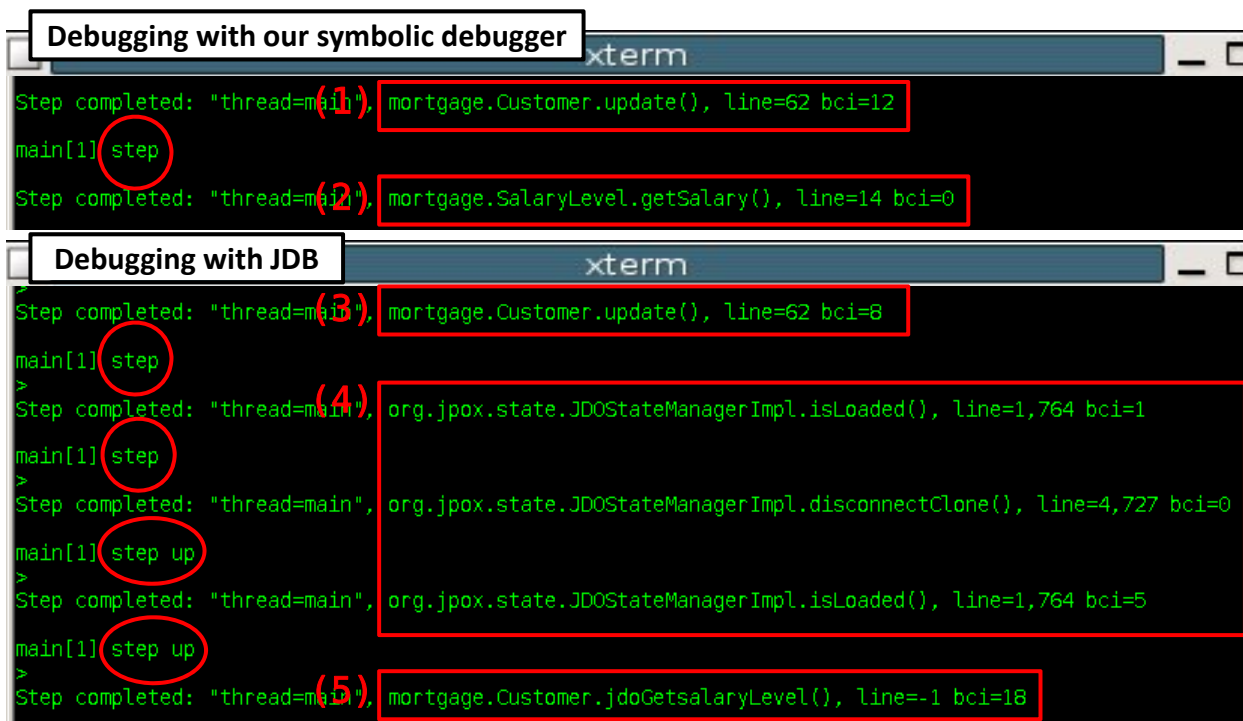 Debugging with our symbolic debugger
xterm
Step completed: "thread=main", (1) mortgage.Customer.update(), line=62 bci=12
main[1] step
Step completed: "thread=main", (2) mortgage.SalaryLevel.getSalary(), line=14 bci=0
Debugging with JDB
xterm
>
Step completed: "thread=main", (3) mortgage.Customer.update(), line=62 bci=8
main[1] step
>
Step completed: "thread=main", (4) org.jpox.state.JDOStateManagerImpl.isLoaded(), line=1,764 bci=1
main[1] step
>
Step completed: "thread=main", org.jpox.state.JDOStateManagerImpl.disconnectClone(), line=4,727 bci=0
main[1] step up
>
Step completed: "thread=main", org.jpox.state.JDOStateManagerImpl.isLoaded(), line=1,764 bci=5
main[1] step up
>
Step completed: "thread=main", (5) mortgage.Customer.jdoGetsalaryLevel(), line=-1 bci=18